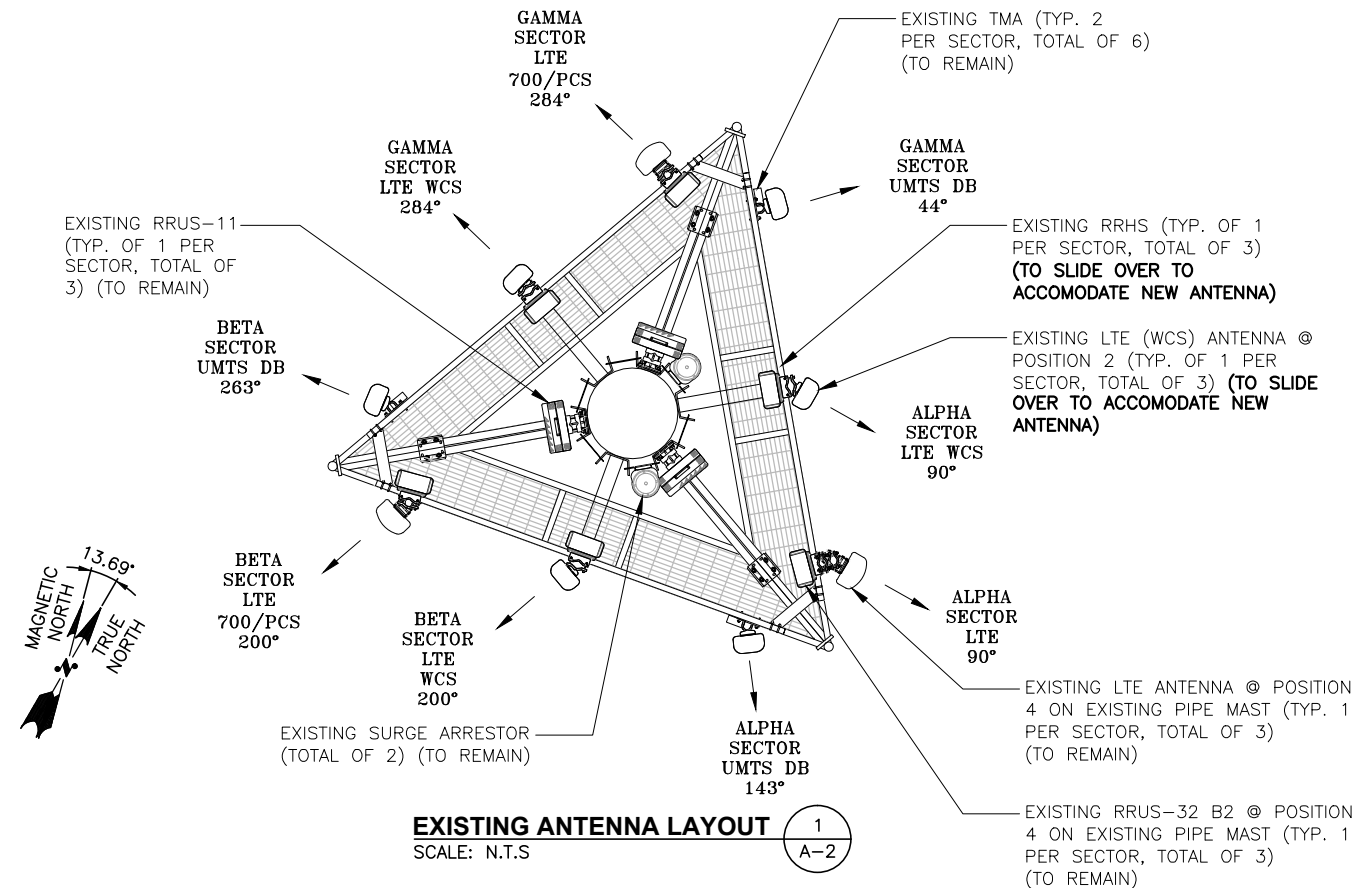 GAMMA
SECTOR
LTE
700/PCS
284°
EXISTING TMA (TYP. 2
PER SECTOR, TOTAL OF 6)
(TO REMAIN)
GAMMA
SECTOR
LTE WCS
284°
GAMMA
SECTOR
UMTS DB
44°
EXISTING RRUS-11
(TYP. OF 1 PER
SECTOR, TOTAL OF
3) (TO REMAIN)
EXISTING RRHS (TYP. OF 1
PER SECTOR, TOTAL OF 3)
(TO SLIDE OVER TO
ACCOMODATE NEW ANTENNA)
BETA
SECTOR
UMTS DB
263°
EXISTING LTE (WCS) ANTENNA @
POSITION 2 (TYP. OF 1 PER
SECTOR, TOTAL OF 3) (TO SLIDE
OVER TO ACCOMODATE NEW
ANTENNA)
ALPHA
SECTOR
LTE WCS
90°
13.69°
MAGNETIC
NORTH
TRUE
NORTH
N
BETA
SECTOR
LTE
700/PCS
200°
BETA
SECTOR
LTE
WCS
200°
ALPHA
SECTOR
LTE
90°
EXISTING SURGE ARRESTOR
(TOTAL OF 2) (TO REMAIN)
ALPHA
SECTOR
UMTS DB
143°
EXISTING LTE ANTENNA @ POSITION
4 ON EXISTING PIPE MAST (TYP. 1
PER SECTOR, TOTAL OF 3)
(TO REMAIN)
EXISTING RRUS-32 B2 @ POSITION
4 ON EXISTING PIPE MAST (TYP. 1
PER SECTOR, TOTAL OF 3)
(TO REMAIN)
EXISTING ANTENNA LAYOUT
SCALE: N.T.S
1
A-2